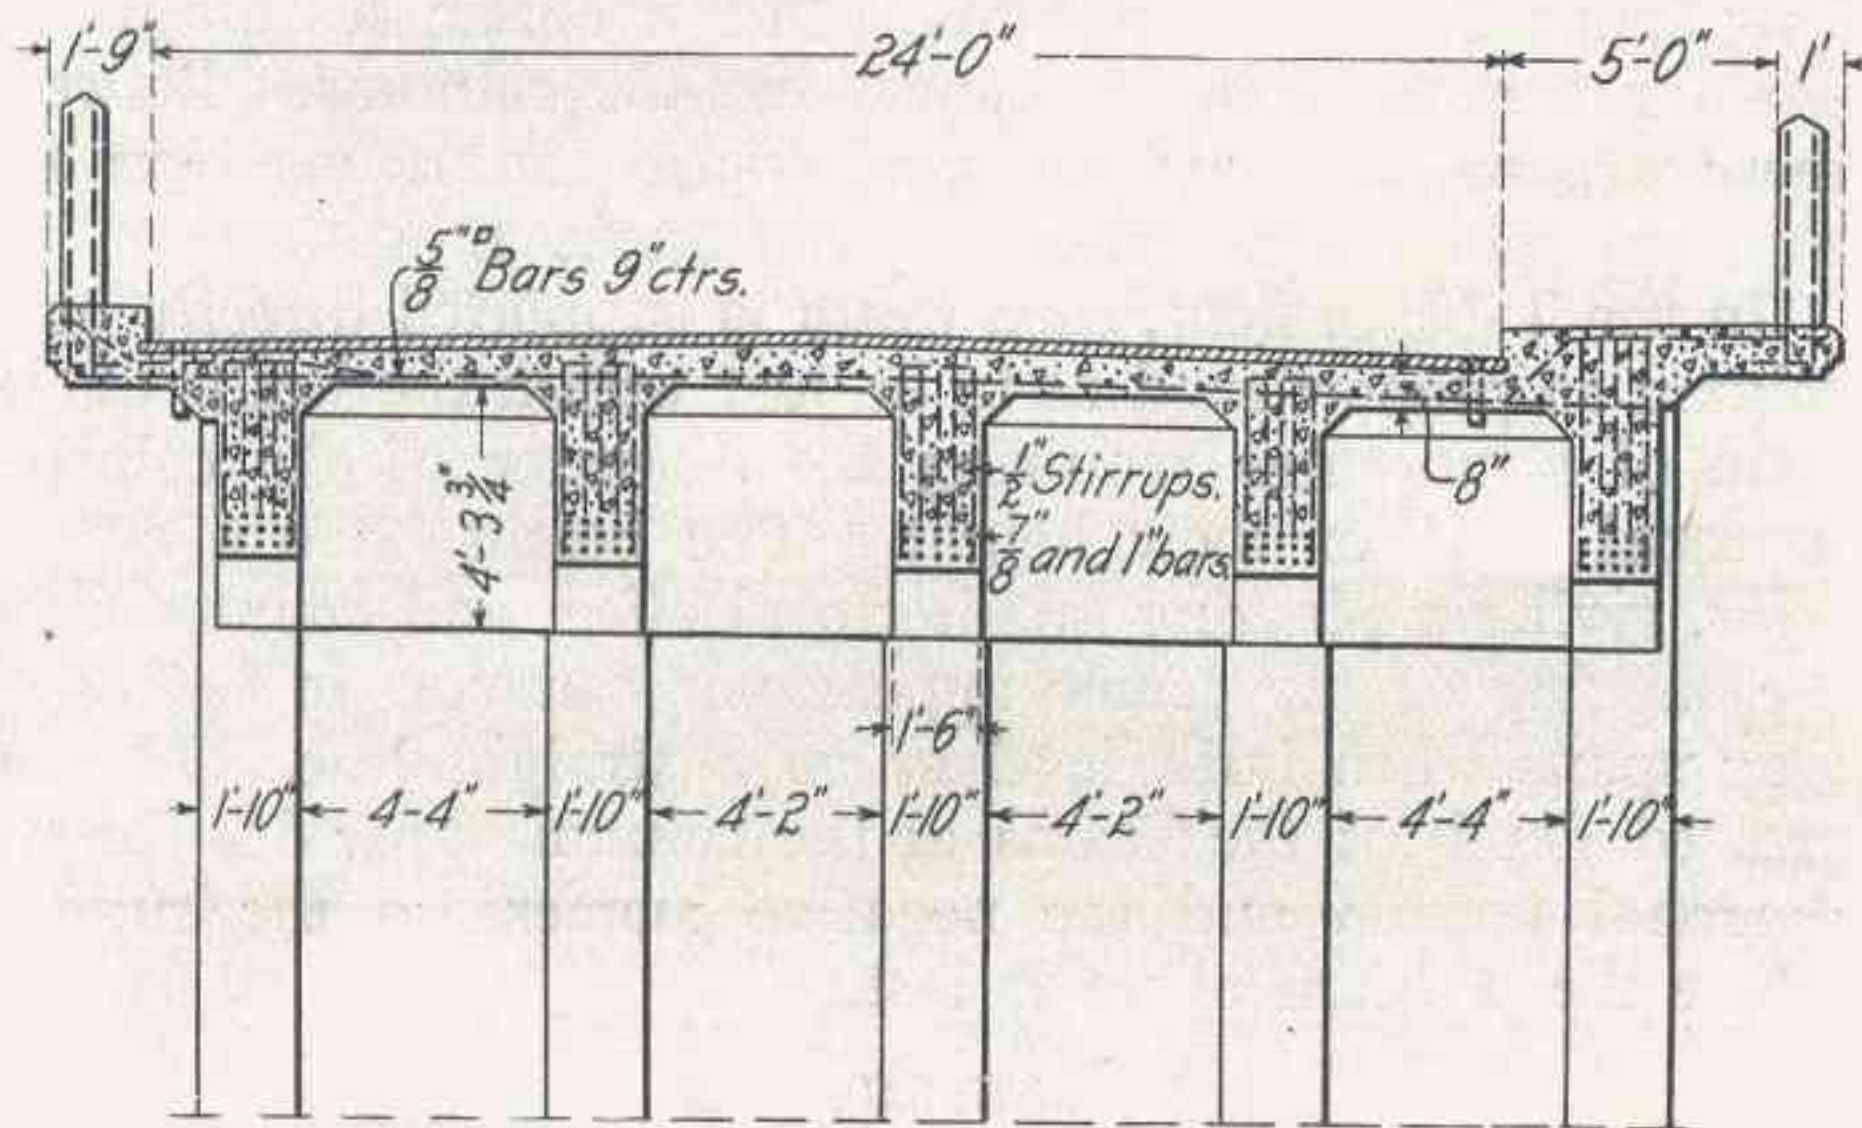 1'-9" 24'-0" 5'-0" 1'
5/8"□ Bars 9" ctrs.
4'-3 3/4"
1/2" Stirrups.
7/8" and 1" bars.
8"
1'-6"
1'-10" 4'-4" 1'-10" 4'-2" 1'-10" 4'-2" 1'-10" 4'-4" 1'-10"